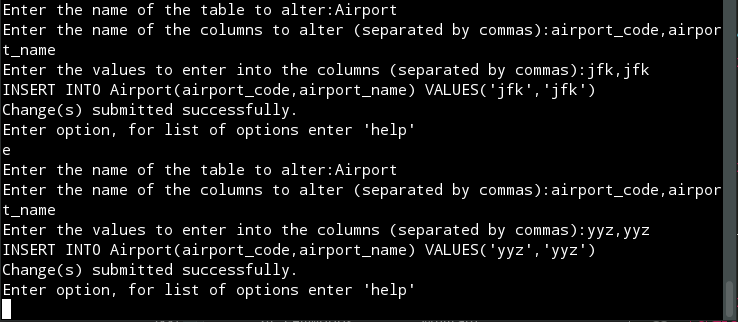 Enter the name of the table to alter:Airport
Enter the name of the columns to alter (separated by commas):airport_code,airpor
t_name
Enter the values to enter into the columns (separated by commas):jfk,jfk
INSERT INTO Airport(airport_code,airport_name) VALUES('jfk','jfk')
Change(s) submitted successfully.
Enter option, for list of options enter 'help'
e
Enter the name of the table to alter:Airport
Enter the name of the columns to alter (separated by commas):airport_code,airpor
t_name
Enter the values to enter into the columns (separated by commas):yyz,yyz
INSERT INTO Airport(airport_code,airport_name) VALUES('yyz','yyz')
Change(s) submitted successfully.
Enter option, for list of options enter 'help'